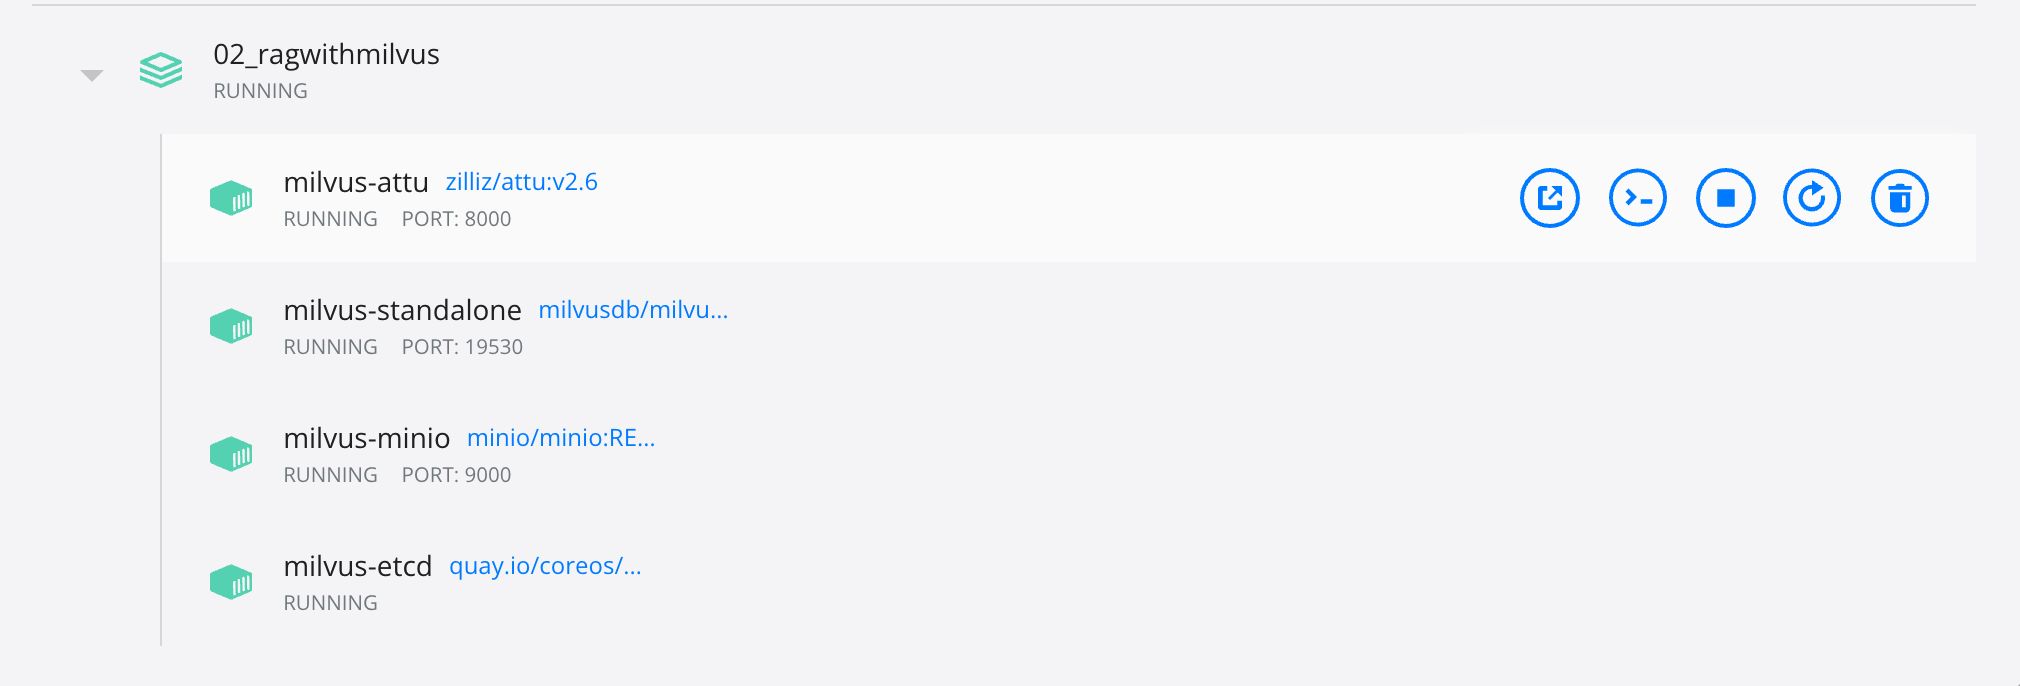 02_ragwithmilvus
RUNNING
milvus-attu zilliz/attu:v2.6
RUNNING PORT: 8000
milvus-standalone milvusdb/milvu...
RUNNING PORT: 19530
milvus-minio minio/minio:RE...
RUNNING PORT: 9000
milvus-etcd quay.io/coreos/...
RUNNING